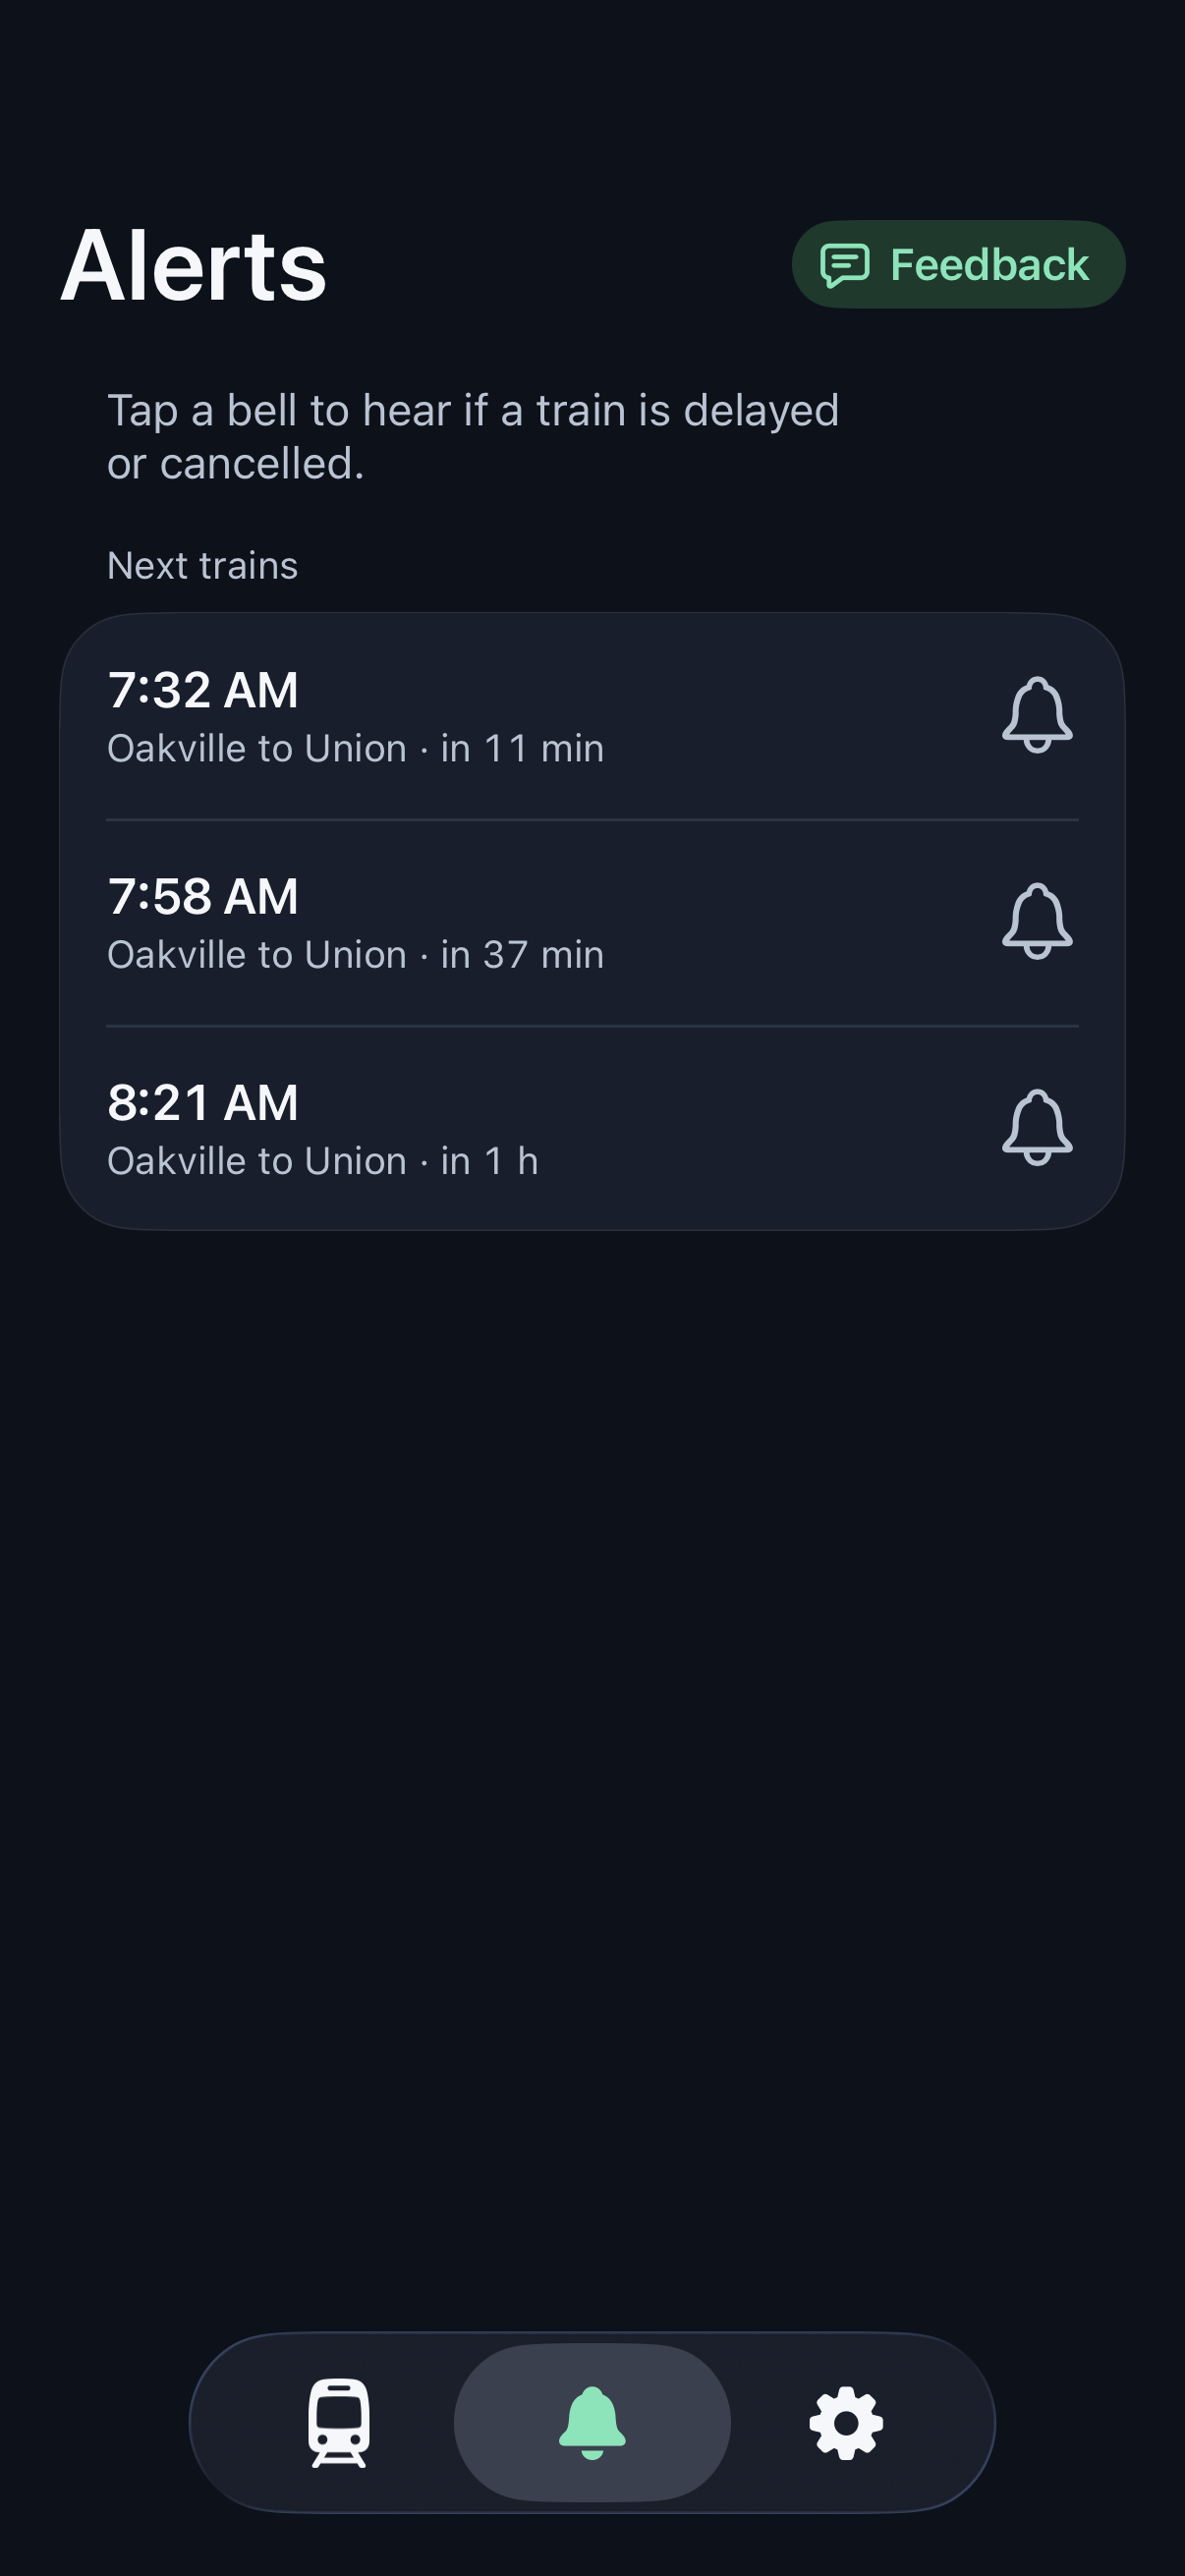 Alerts
Feedback
Tap a bell to hear if a train is delayed
or cancelled.
Next trains
7:32 AM
Oakville to Union · in 11 min
7:58 AM
Oakville to Union · in 37 min
8:21 AM
Oakville to Union · in 1 h